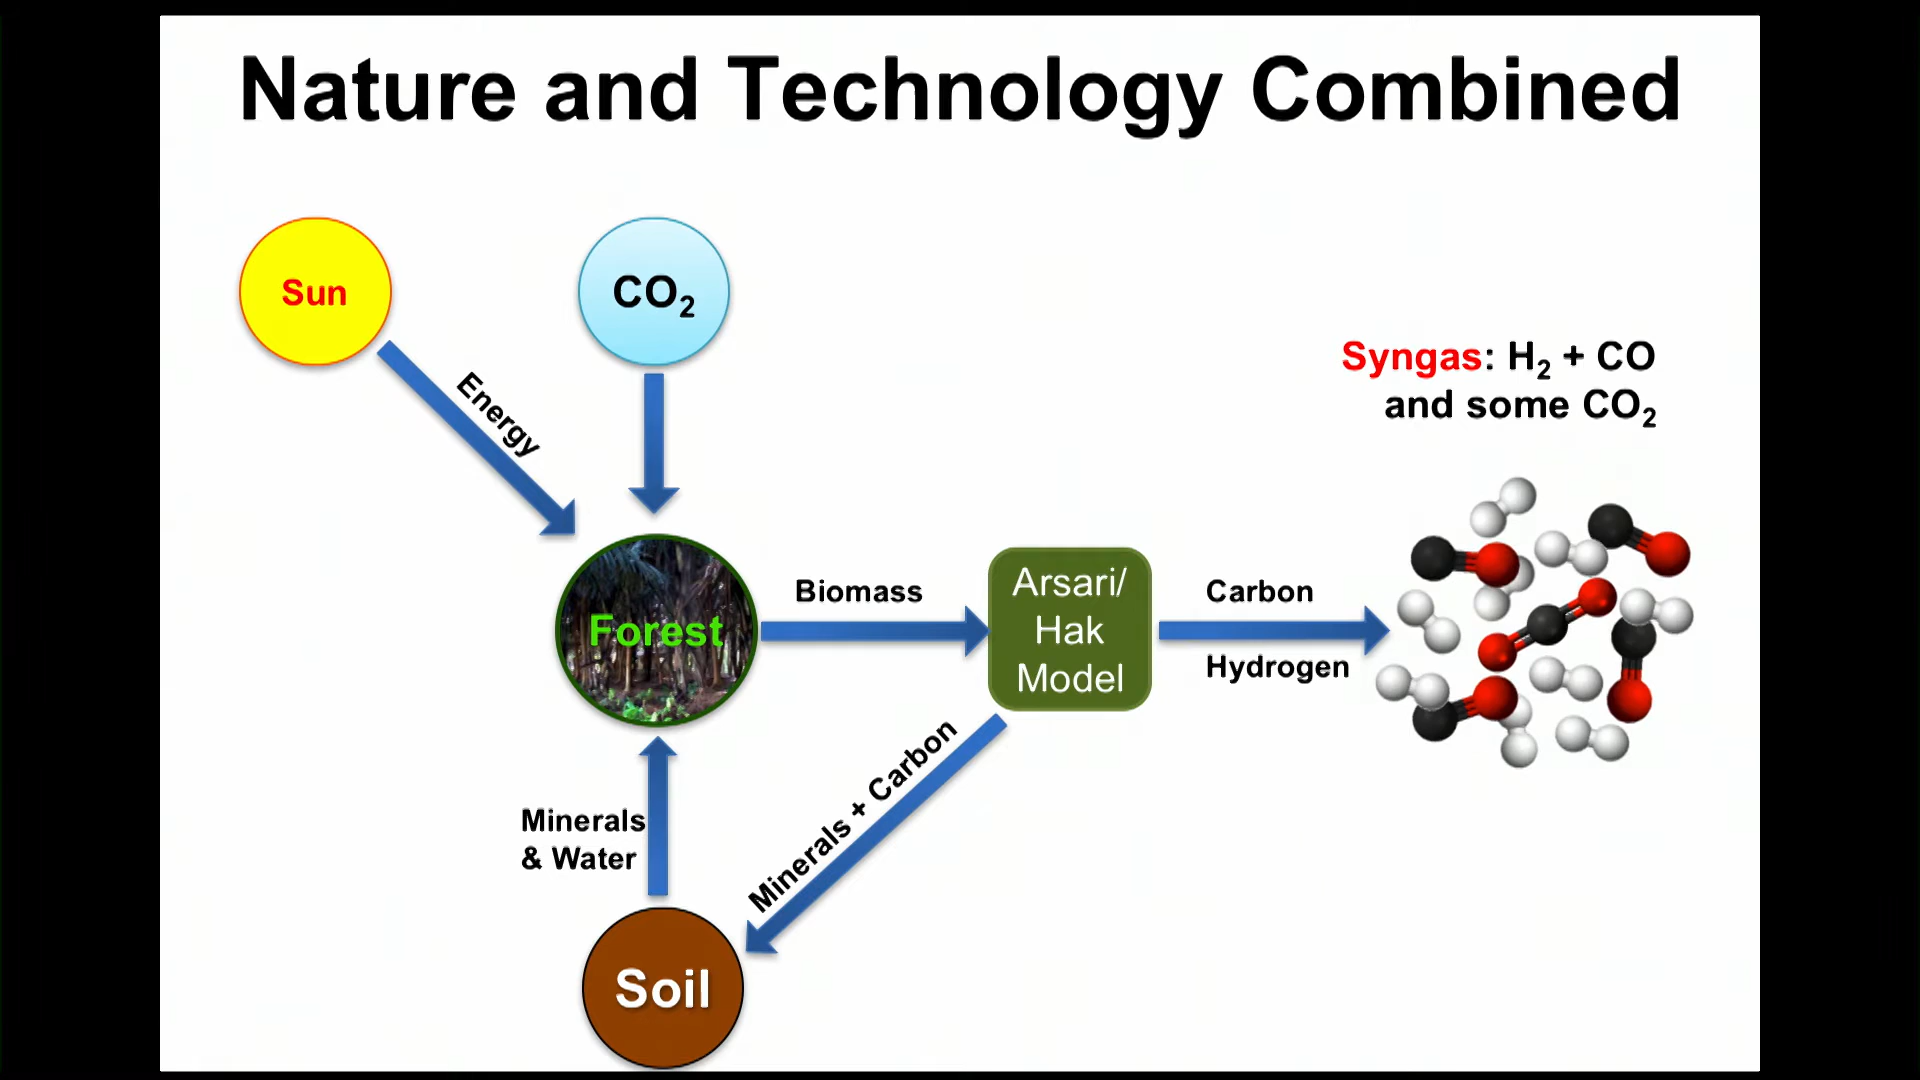 Nature and Technology Combined
Sun
CO₂
Energy
Syngas: H₂ + CO
and some CO₂
Forest
Biomass
Arsari/
Hak
Model
Carbon
Hydrogen
Minerals
& Water
Minerals + Carbon
Soil